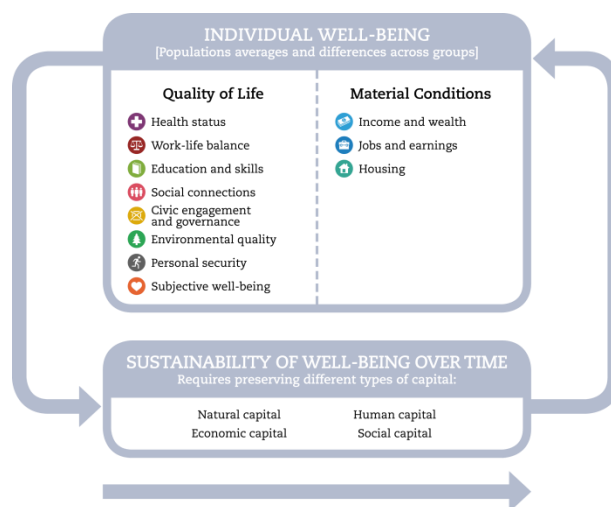 INDIVIDUAL WELL-BEING
[Populations averages and differences across groups]
Quality of Life
Health status
Work-life balance
Education and skills
Social connections
Civic engagement
and governance
Environmental quality
Personal security
Subjective well-being
Material Conditions
Income and wealth
Jobs and earnings
Housing
SUSTAINABILITY OF WELL-BEING OVER TIME
Requires preserving different types of capital:
Natural capital
Human capital
Economic capital
Social capital